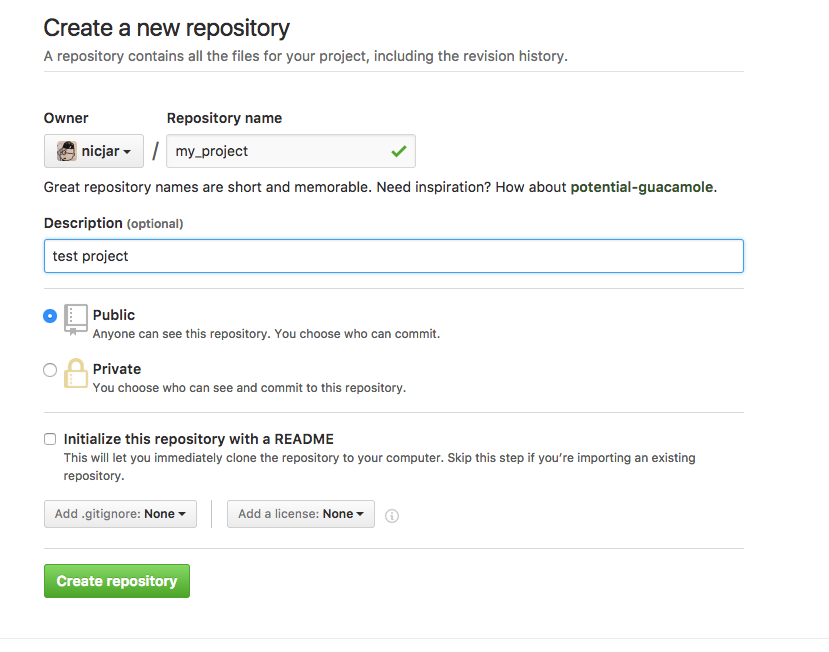 Create a new repository
A repository contains all the files for your project, including the revision history.
Owner Repository name
nicjar / my_project
Great repository names are short and memorable. Need inspiration? How about potential-guacamole.
Description (optional)
test project
Public
Anyone can see this repository. You choose who can commit.
Private
You choose who can see and commit to this repository.
Initialize this repository with a README
This will let you immediately clone the repository to your computer. Skip this step if you’re importing an existing
repository.
Add .gitignore: None Add a license: None
Create repository